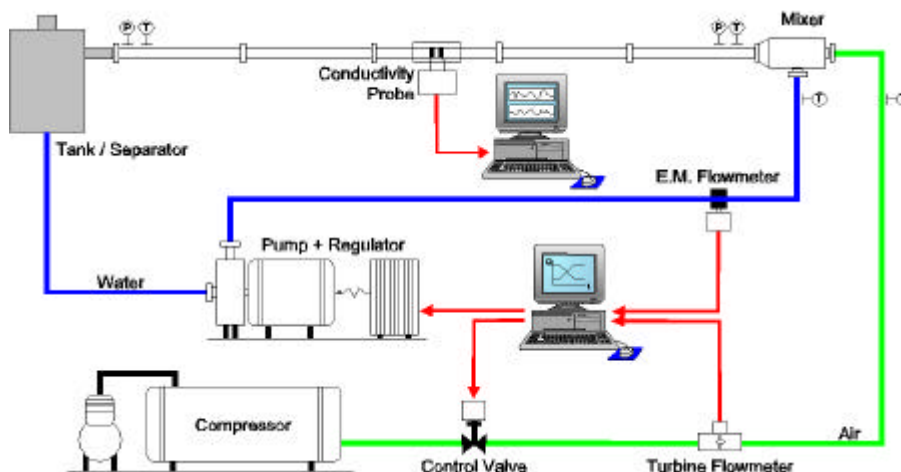 Mixer
P T
P T
Conductivity
Probe
T
T
Tank / Separator
E.M. Flowmeter
Pump + Regulator
Water
Compressor
Air
Control Valve
Turbine Flowmeter